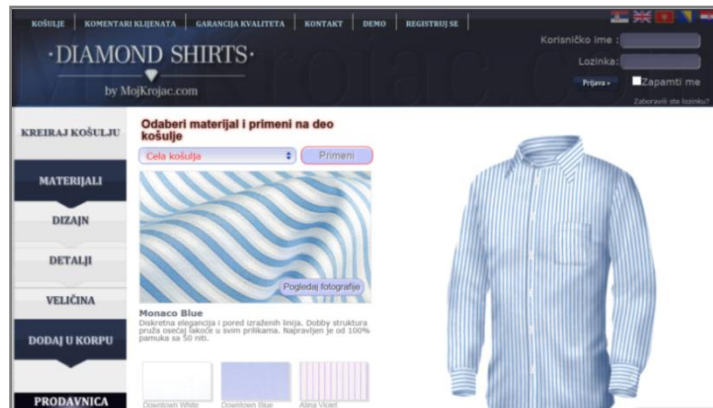 KOŠULJE KOMENTARI KLIJENATA GARANCIJA KVALITETA KONTAKT DEMO REGISTRUJ SE
·DIAMOND SHIRTS·
by MojKrojac.com
Korisničko ime :
Lozinka:
Prijava » Zapamti me
Zaboravili ste lozinku?
KREIRAJ KOŠULJU
MATERIJALI
DIZAJN
DETALJI
VELIČINA
DODAJ U KORPU
PRODAVNICA
Odaberi materijal i primeni na deo
košulje
Cela košulja Primeni
Pogledaj fotografije
Monaco Blue
Diskretna elegancija i pored izraženih linija. Dobby struktura
pruža osećaj lakoće u svim prilikama. Napravljen je od 100%
pamuka sa 50 niti.
Downtown White Downtown Blue Alina Violet